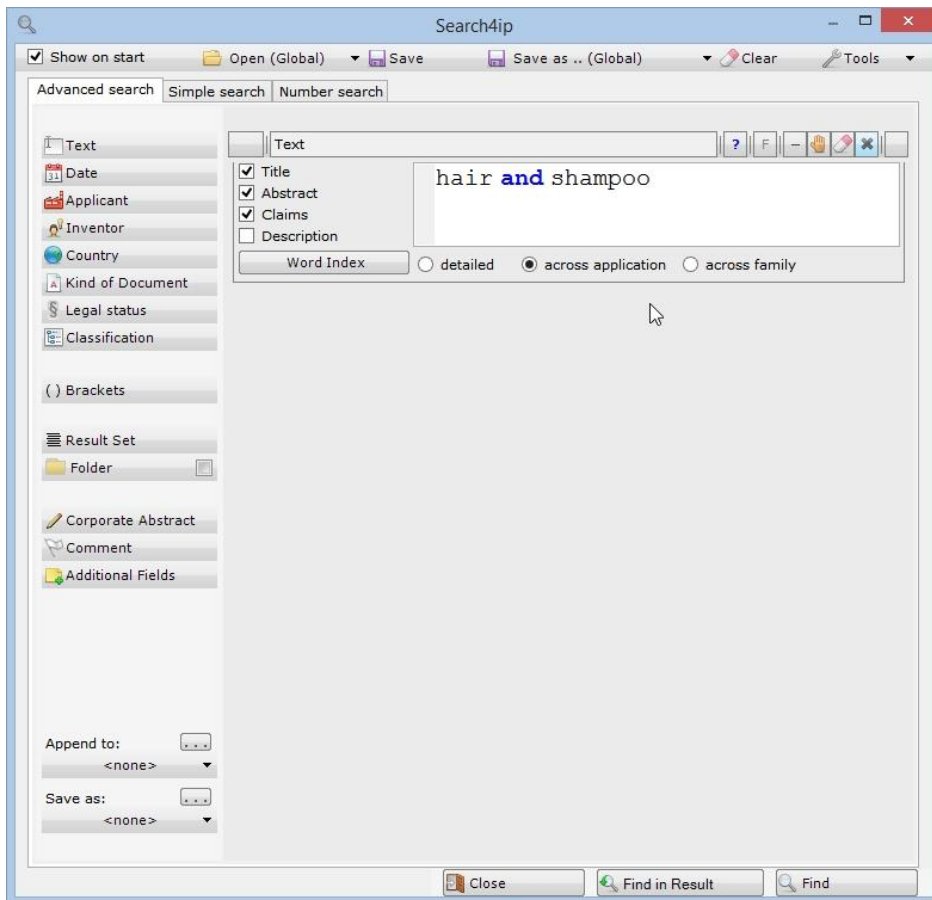 Search4ip
Show on start Open (Global) Save Save as .. (Global) Clear Tools
Advanced search Simple search Number search
Text
Date
Applicant
Inventor
Country
Kind of Document
Legal status
Classification
( ) Brackets
Result Set
Folder
Corporate Abstract
Comment
Additional Fields
Append to: ...
<none>
Save as: ...
<none>
Text ? F –
Title
Abstract
Claims
Description
hair and shampoo
Word Index detailed across application across family
Close Find in Result Find